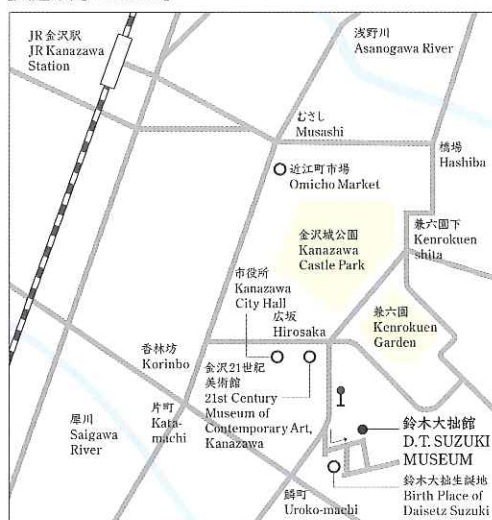 JR金沢駅
JR Kanazawa
Station
浅野川
Asanogawa River
むさし
Musashi
橋場
Hashiba
近江町市場
Omicho Market
金沢城公園
Kanazawa
Castle Park
兼六園下
Kenrokuen
shita
市役所
Kanazawa
City Hall
広坂
Hirosaka
兼六園
Kenrokuen
Garden
香林坊
Korinbo
金沢21世紀
美術館
21st Century
Museum of
Contemporary Art,
Kanazawa
片町
Kata-
machi
犀川
Saigawa
River
鈴木大拙館
D.T. SUZUKI
MUSEUM
鈴木大拙生誕地
Birth Place of
Daisetz Suzuki
鱗町
Uroko-machi